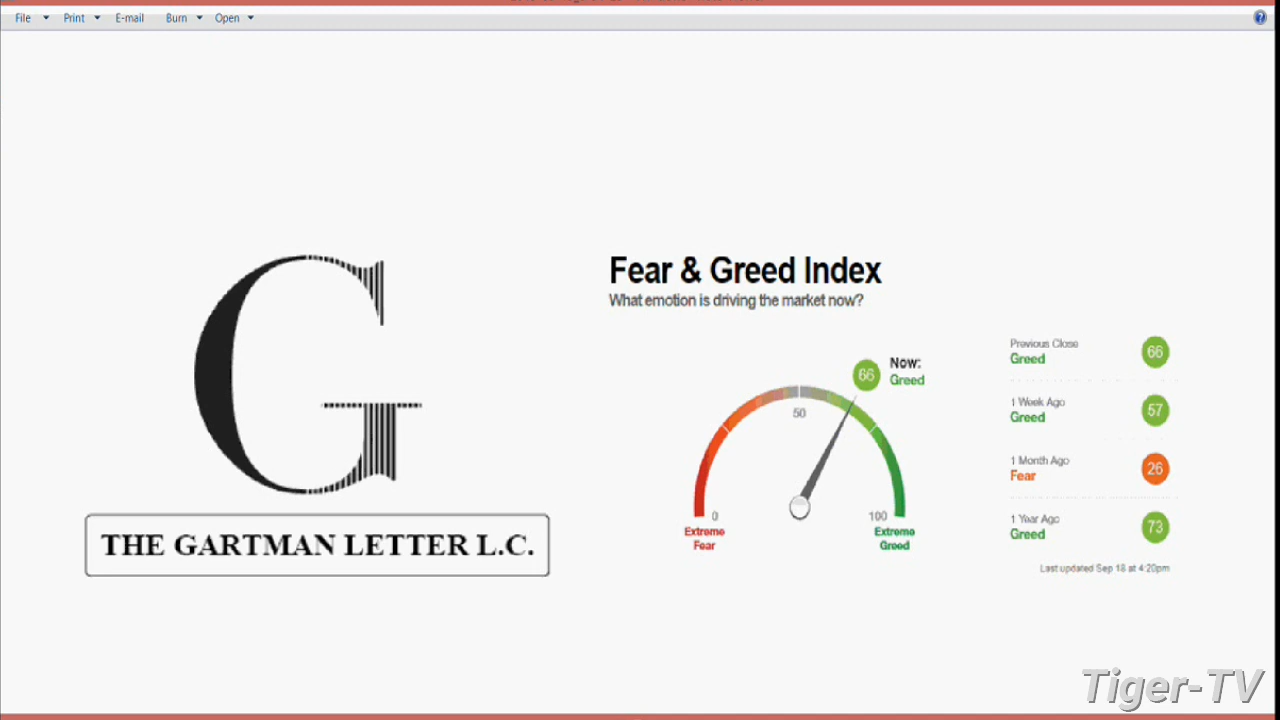 File Print E-mail Burn Open
G
THE GARTMAN LETTER L.C.
Fear & Greed Index
What emotion is driving the market now?
66
Now:
Greed
50
0
100
Extreme
Fear
Extreme
Greed
Previous Close
Greed
66
1 Week Ago
Greed
57
1 Month Ago
Fear
26
1 Year Ago
Greed
73
Last updated Sep 18 at 4:20pm
Tiger-TV